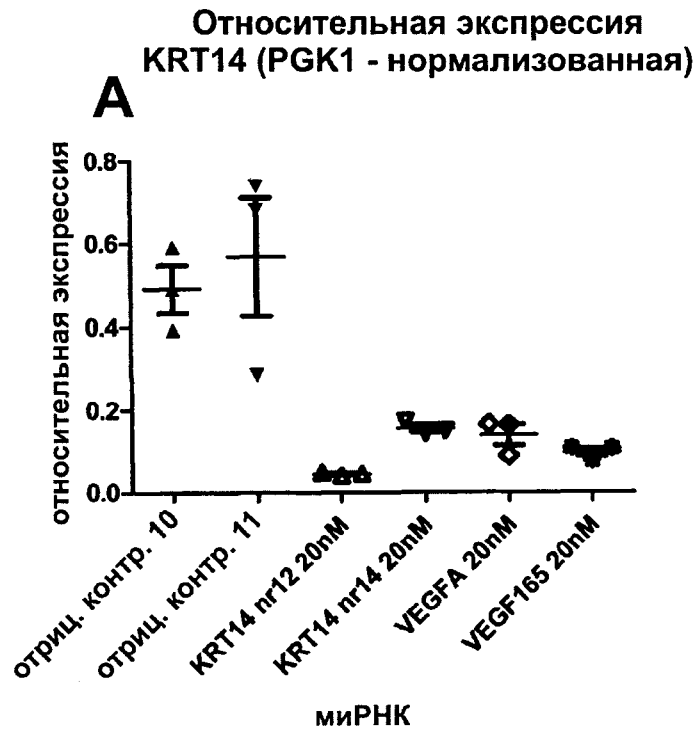 Относительная экспрессия
KRT14 (PGK1 - нормализованная)
A
относительная экспрессия
0.8
0.6
0.4
0.2
0.0
отриц. контр. 10
отриц. контр. 11
KRT14 nr12 20nM
KRT14 nr14 20nM
VEGFA 20nM
VEGF165 20nM
миРНК